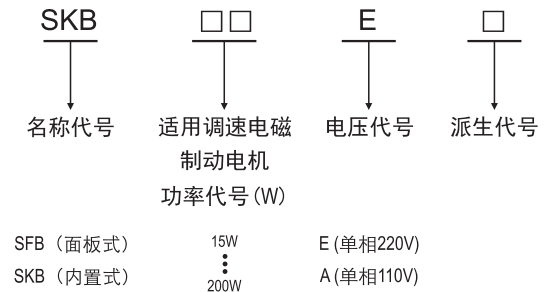 SKB □□ E □
名称代号 适用调速电磁 电压代号 派生代号
制动电机
功率代号(W)
SFB（面板式） 15W E (单相220V)
SKB（内置式） 200W A (单相110V)